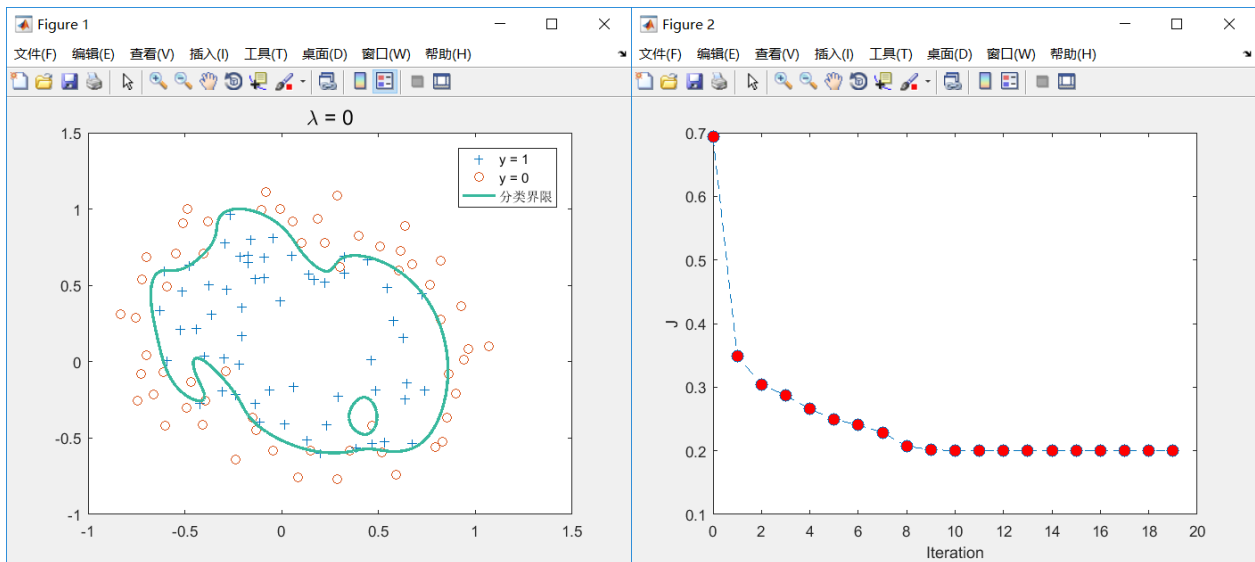 Figure 1
文件(F) 编辑(E) 查看(V) 插入(I) 工具(T) 桌面(D) 窗口(W) 帮助(H)
λ = 0
1.5
1
0.5
0
-0.5
-1
-1 -0.5 0 0.5 1 1.5
y = 1
y = 0
分类界限
Figure 2
文件(F) 编辑(E) 查看(V) 插入(I) 工具(T) 桌面(D) 窗口(W) 帮助(H)
0.7
0.6
0.5
0.4
0.3
0.2
0.1
J
0 2 4 6 8 10 12 14 16 18 20
Iteration